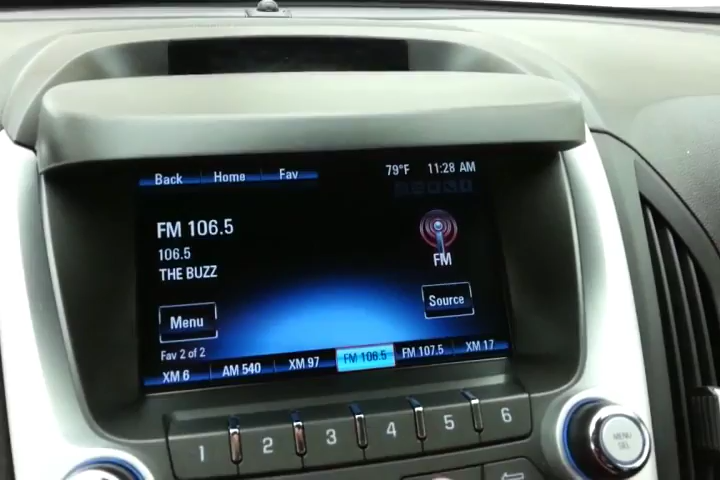 Back Home Fav 79°F 11:28 AM
FM 106.5
106.5
THE BUZZ
FM
Menu
Source
Fav 2 of 2
XM 6 AM 540 XM 97 FM 106.5 FM 107.5 XM 17
1 2 3 4 5 6
MENU
SEL